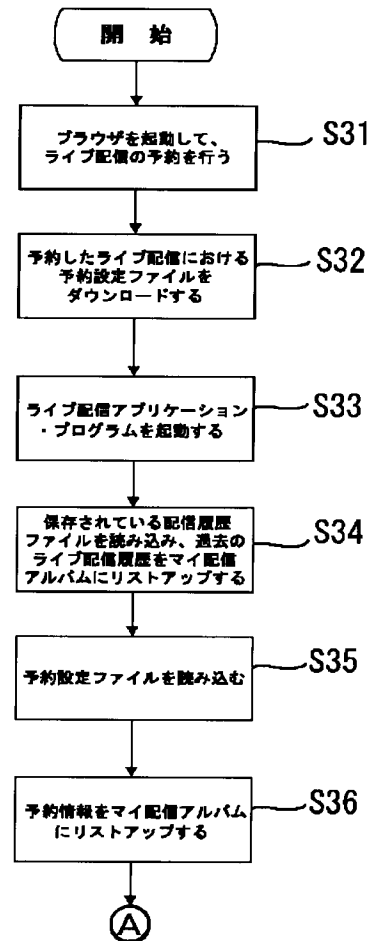 開 始
ブラウザを起動して、
ライブ配信の予約を行う
S31
予約したライブ配信における
予約設定ファイルを
ダウンロードする
S32
ライブ配信アプリケーション
・プログラムを起動する
S33
保存されている配信履歴
ファイルを読み込み、過去の
ライブ配信履歴をマイ配信
アルバムにリストアップする
S34
予約設定ファイルを読み込む
S35
予約情報をマイ配信アルバム
にリストアップする
S36
A